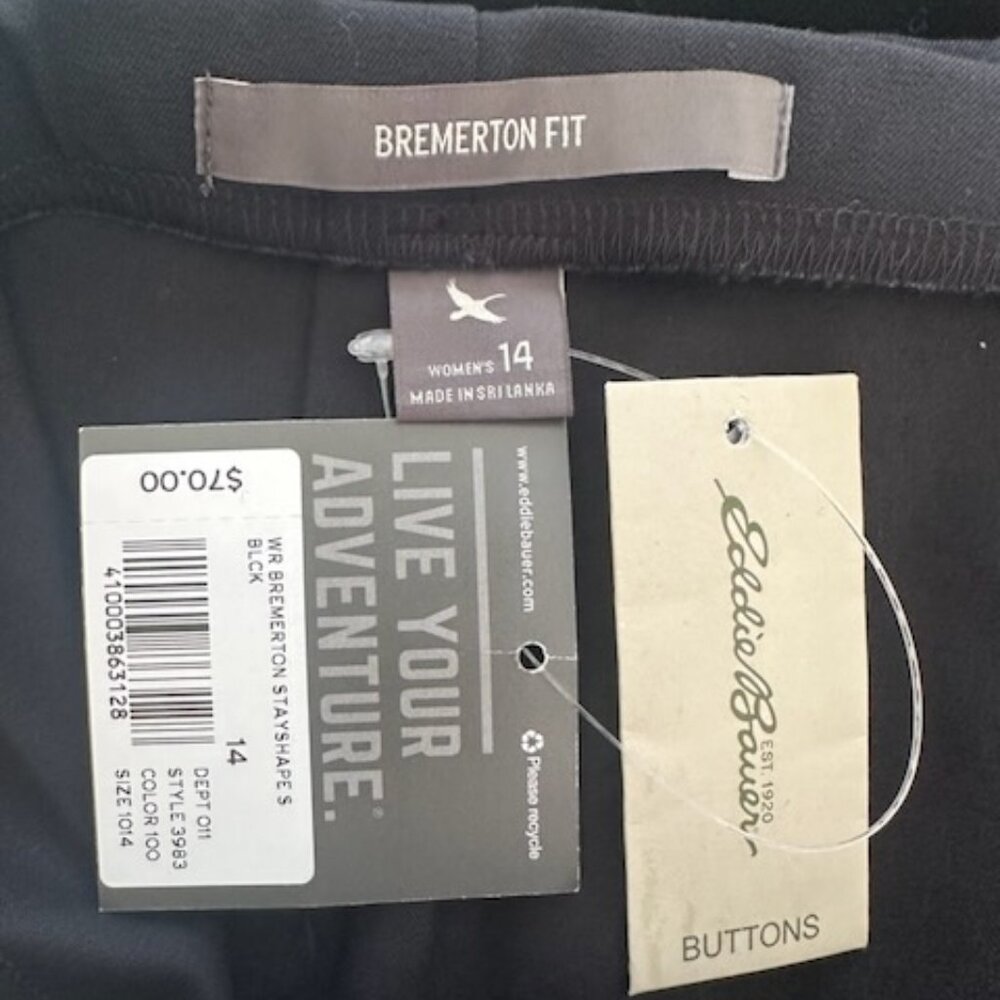 BREMERTON FIT
WOMEN'S 14
MADE IN SRI LANKA
$70.00
WR BREMERTON STAYSHAPE S
BLCK
14
410003863128
DEPT 011
STYLE 3983
COLOR 100
SIZE 1014
LIVE YOUR
ADVENTURE.®
www.eddiebauer.com
Please recycle
Eddie Bauer
EST. 1920
BUTTONS